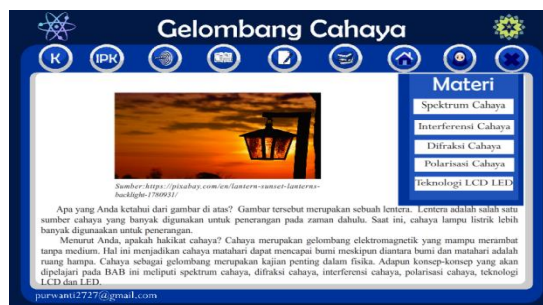 Gelombang Cahaya
K
IPK
Materi
Spektrum Cahaya
Interferensi Cahaya
Difraksi Cahaya
Polarisasi Cahaya
Teknologi LCD LED
Sumber:https://pixabay.com/en/lantern-sunset-lanterns-
backlight-1780931/
Apa yang Anda ketahui dari gambar di atas? Gambar tersebut merupakan sebuah lentera. Lentera adalah salah satu
sumber cahaya yang banyak digunakan untuk penerangan pada zaman dahulu. Saat ini, cahaya lampu listrik lebih
banyak digunaakan untuk penerangan.
Menurut Anda, apakah hakikat cahaya? Cahaya merupakan gelombang elektromagnetik yang mampu merambat
tanpa medium. Hal ini menjadikan cahaya matahari dapat mencapai bumi meskipun diantara bumi dan matahari adalah
ruang hampa. Cahaya sebagai gelombang merupakan kajian penting dalam fisika. Adapun konsep-konsep yang akan
dipelajari pada BAB ini meliputi spektrum cahaya, difraksi cahaya, interferensi cahaya, polarisasi cahaya, teknologi
LCD dan LED.
purwanti2727@gmail.com